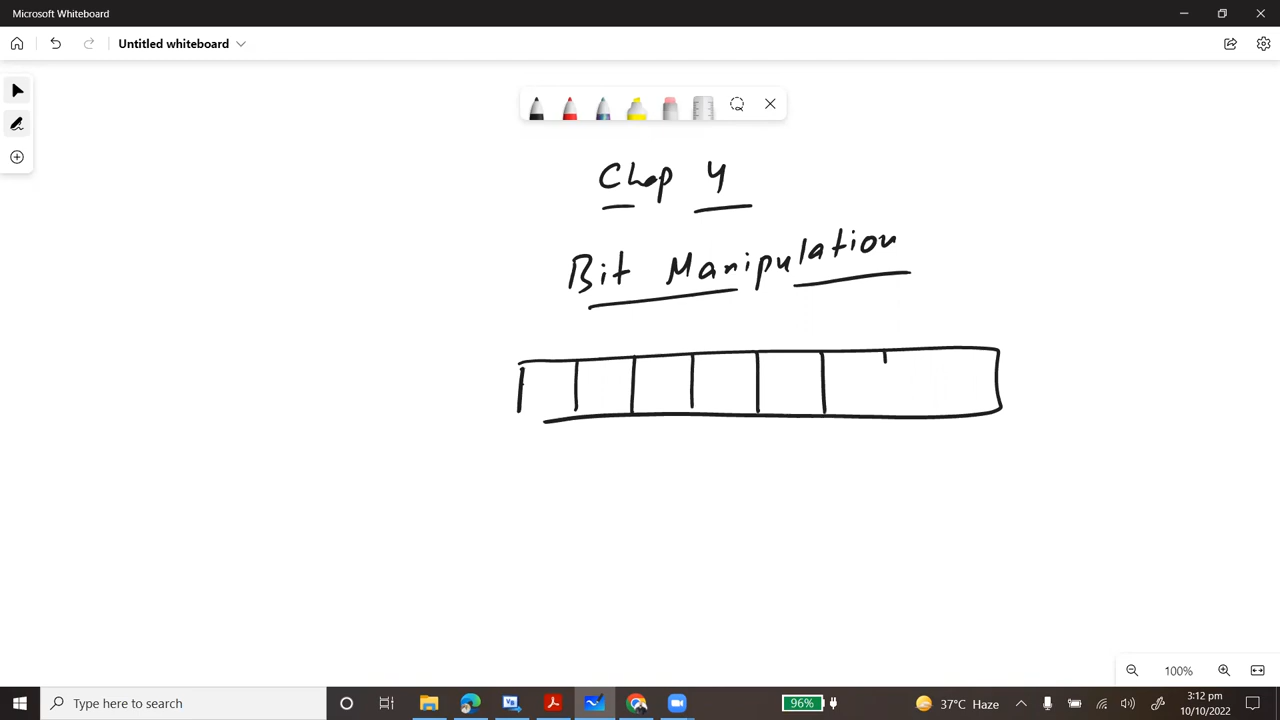 Microsoft Whiteboard
Untitled whiteboard
Chap 4
Bit Manipulation
100%
Type here to search
96%
37°C Haze
3:12 pm
10/10/2022